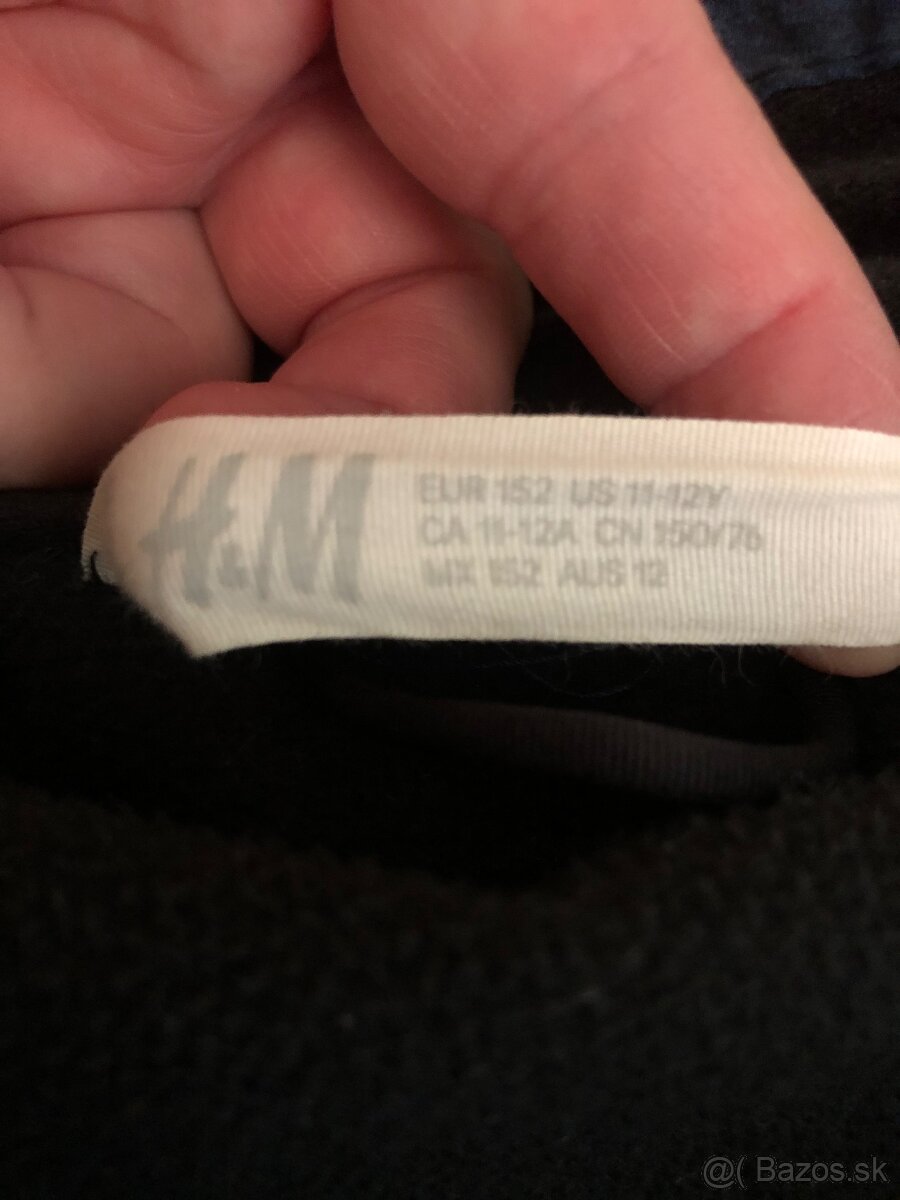 H&M
EUR 152 US 11-12Y
CA 11-12A CN 150/76
MX 152 AUS 12
@( Bazos.sk